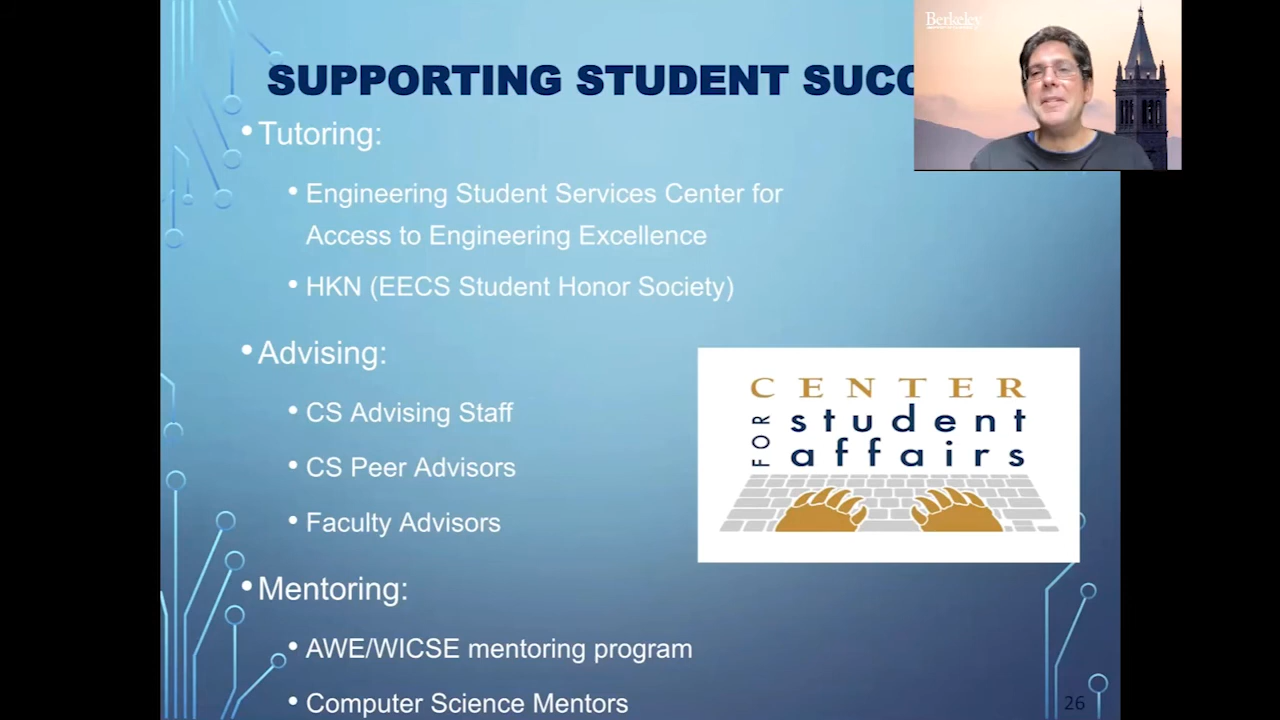 Berkeley
SUPPORTING STUDENT SUCC
• Tutoring:
• Engineering Student Services Center for
Access to Engineering Excellence
• HKN (EECS Student Honor Society)
• Advising:
• CS Advising Staff
• CS Peer Advisors
• Faculty Advisors
CENTER
FOR
student
affairs
• Mentoring:
• AWE/WICSE mentoring program
• Computer Science Mentors
26